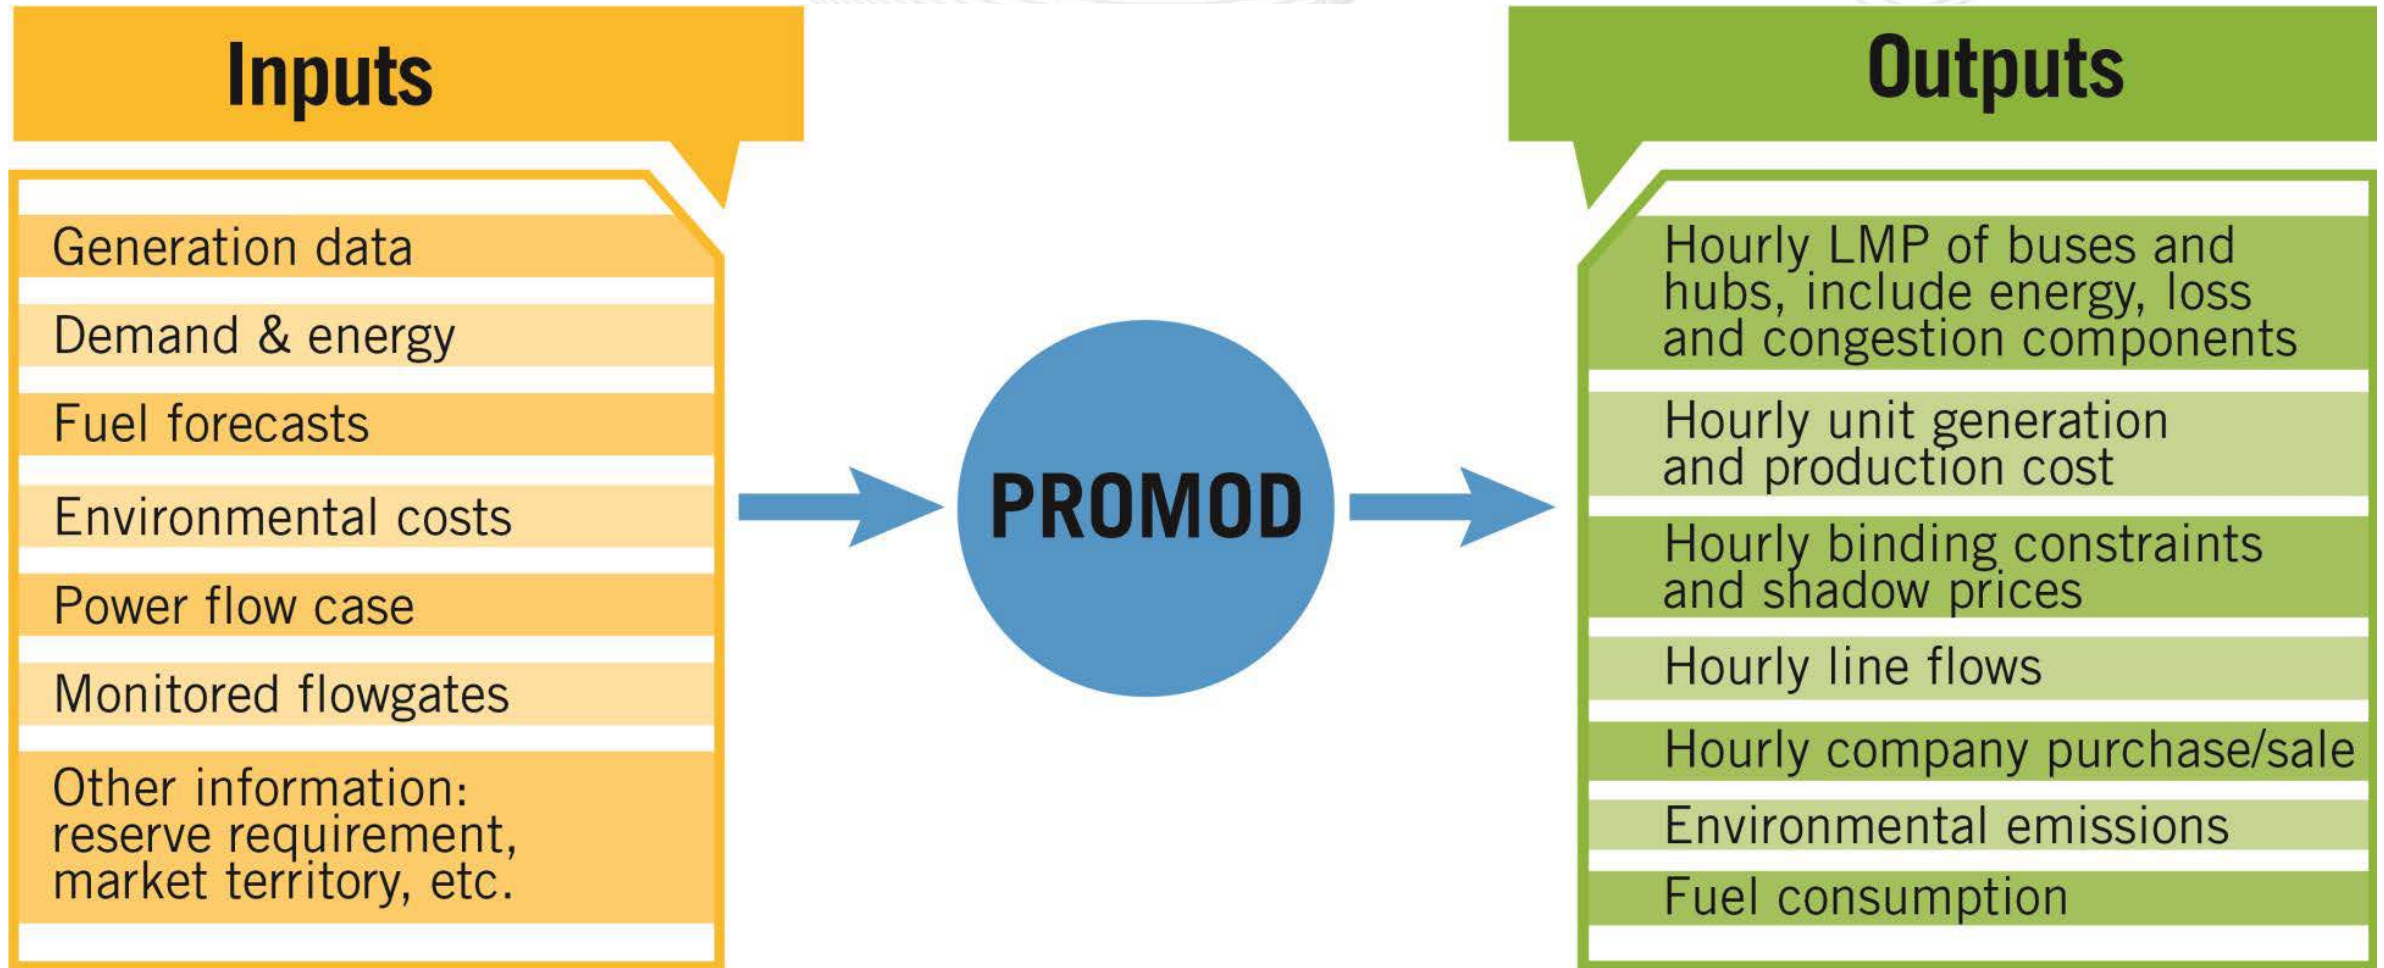 Inputs
Generation data
Demand & energy
Fuel forecasts
Environmental costs
Power flow case
Monitored flowgates
Other information:
reserve requirement,
market territory, etc.
PROMOD
Outputs
Hourly LMP of buses and
hubs, include energy, loss
and congestion components
Hourly unit generation
and production cost
Hourly binding constraints
and shadow prices
Hourly line flows
Hourly company purchase/sale
Environmental emissions
Fuel consumption